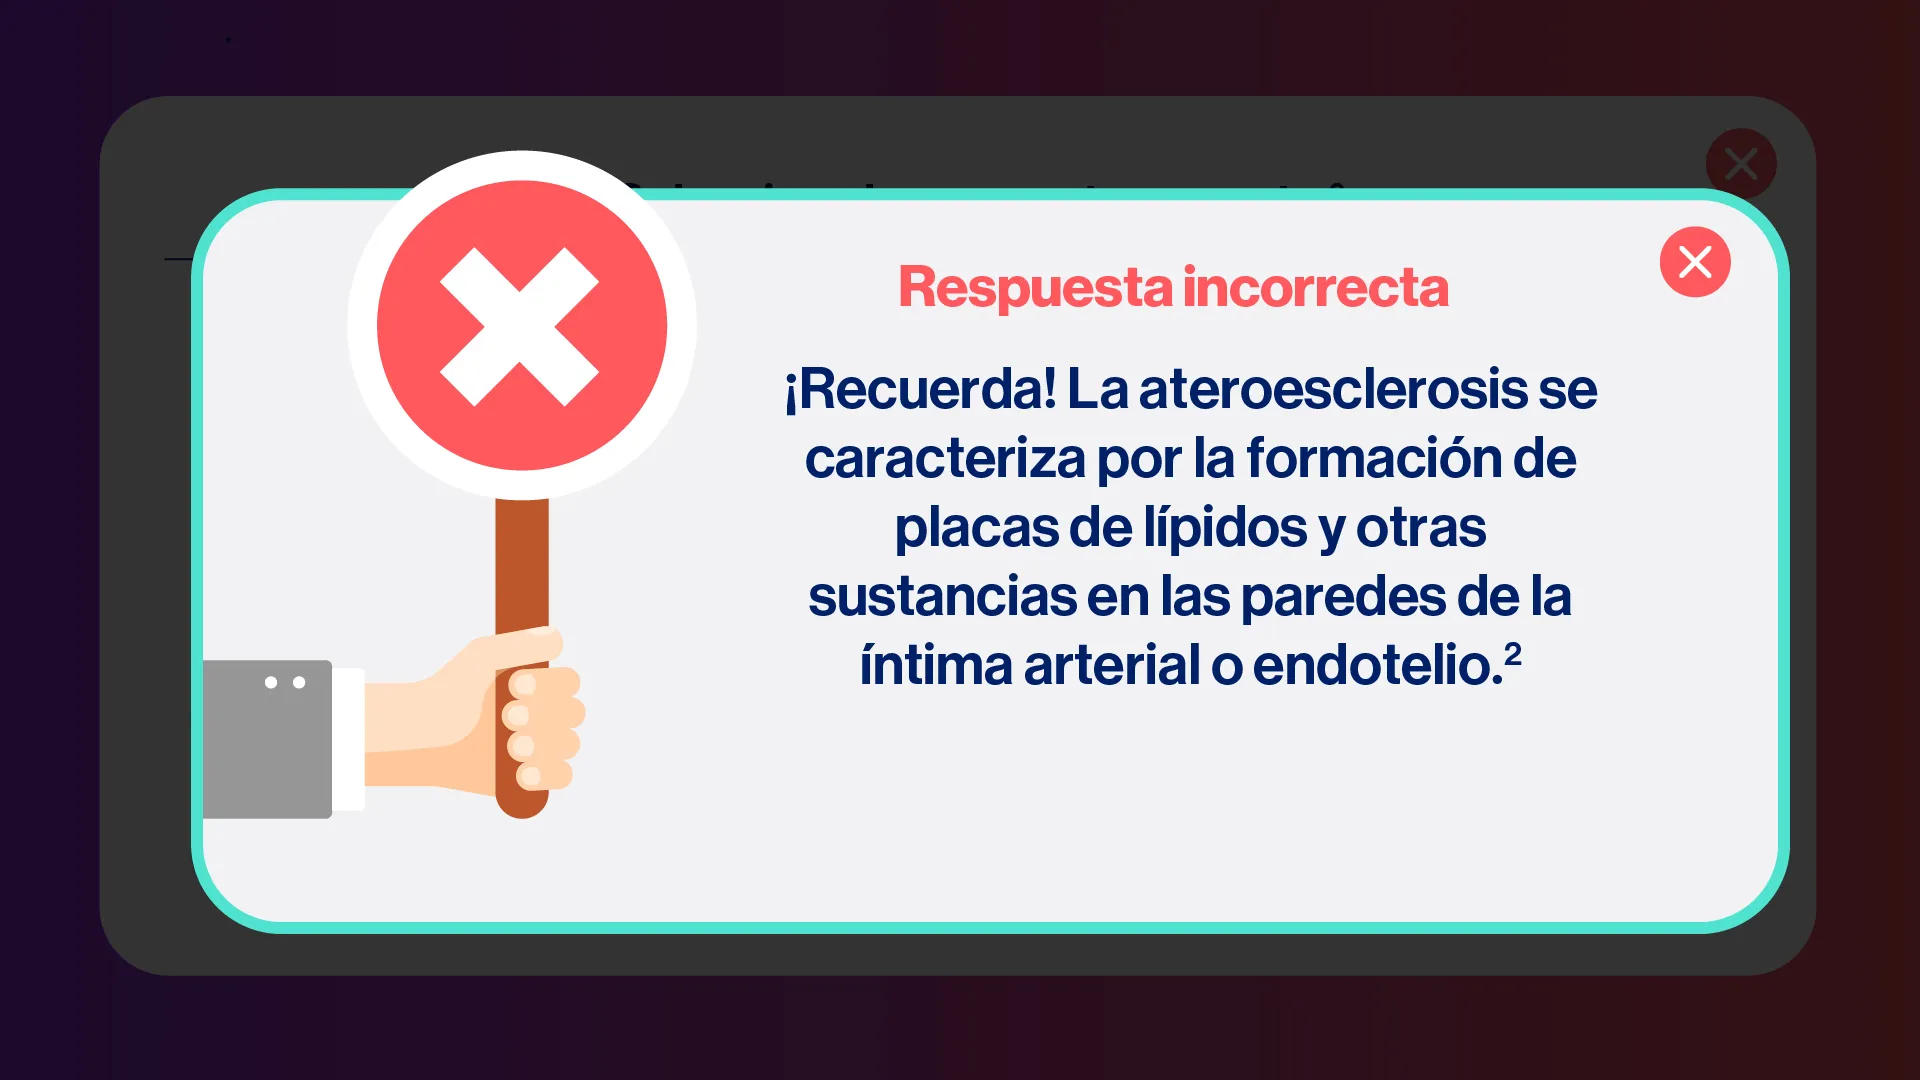 Respuesta incorrecta
¡Recuerda! La ateroesclerosis se
caracteriza por la formación de
placas de lípidos y otras
sustancias en las paredes de la
íntima arterial o endotelio.²